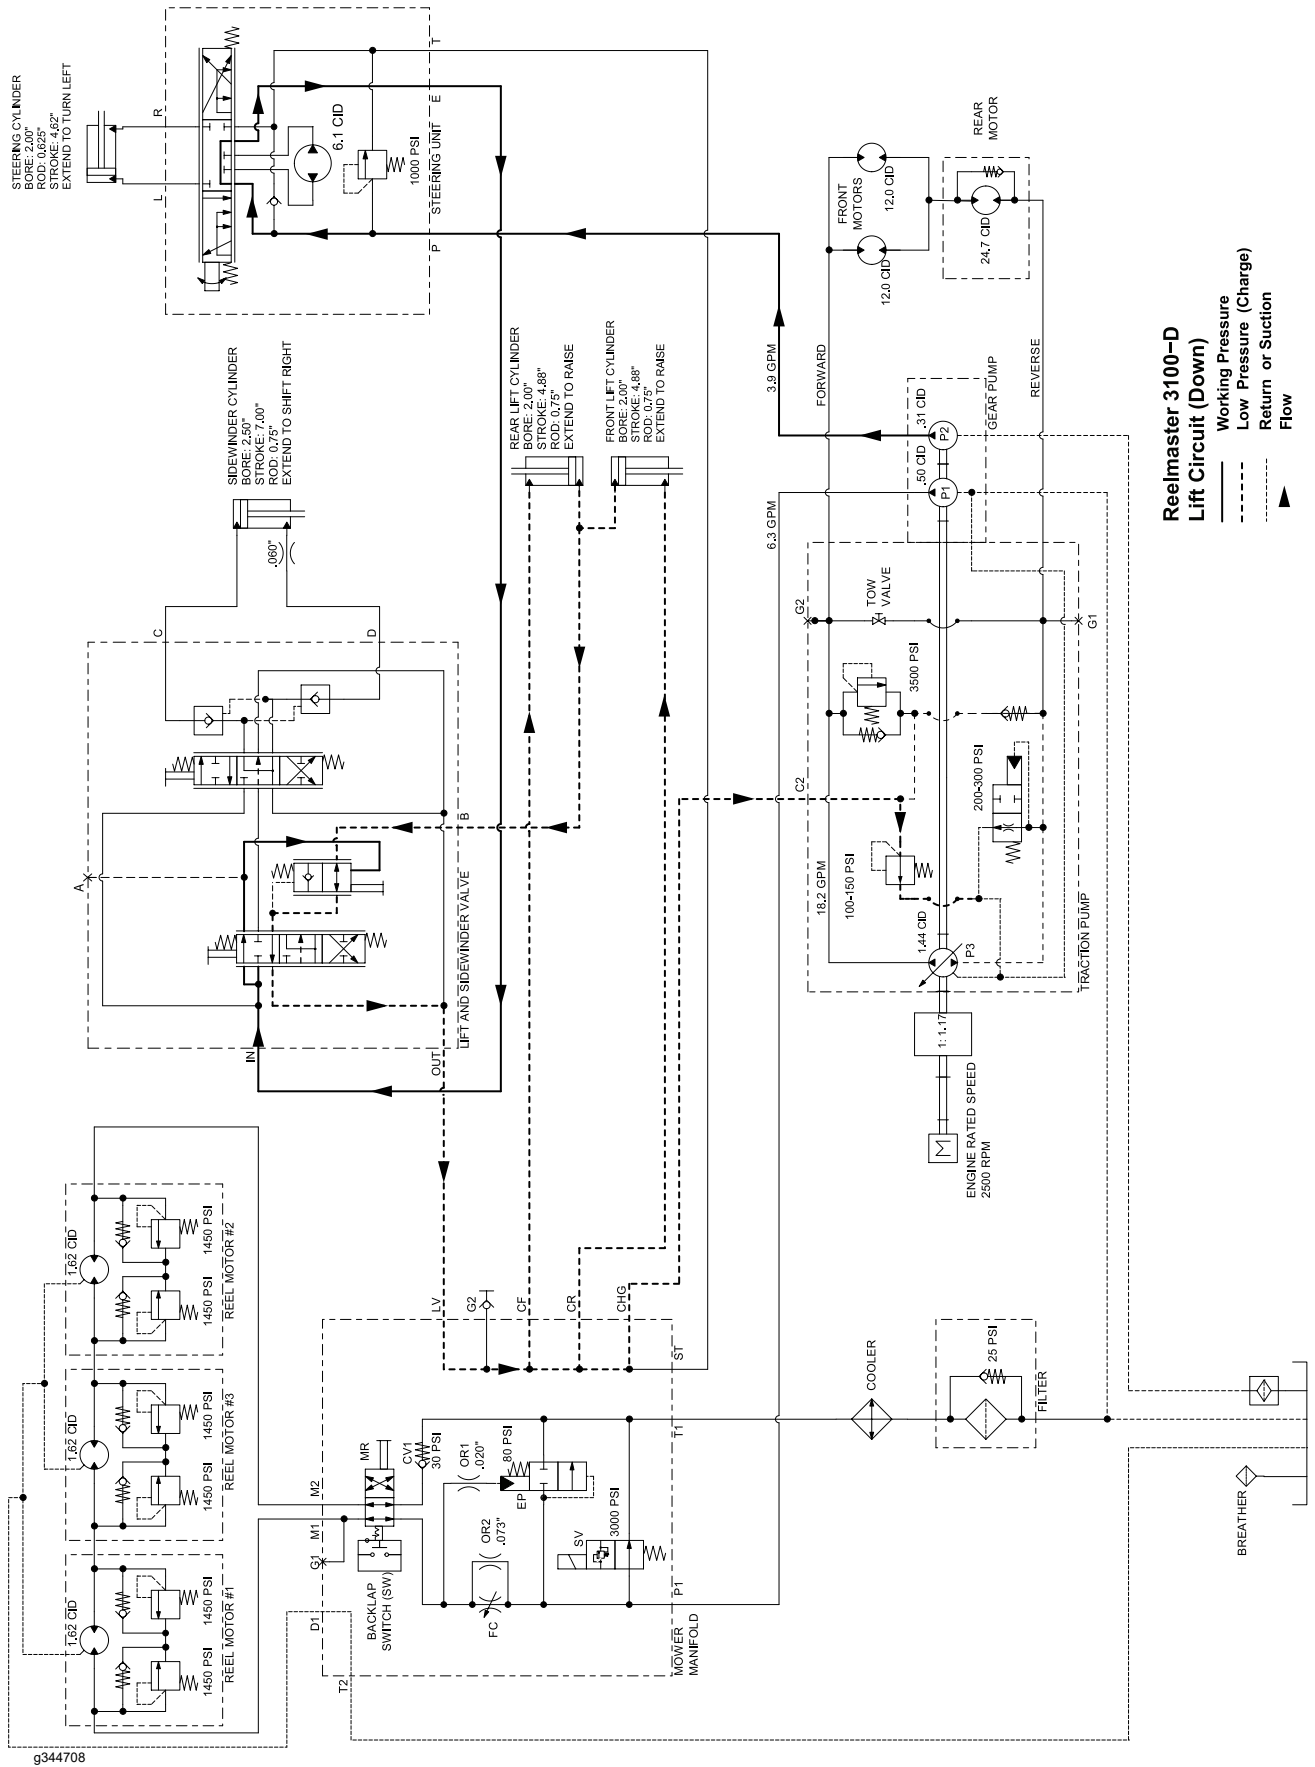 STEERING CYLINDER
BORE: 2.00"
ROD: 0.625"
STROKE: 4.62"
EXTEND TO TURN LEFT
L
R
6.1 CID
1000 PSI
STEERING UNIT
P
E
T
SIDEWINDER CYLINDER
BORE: 2.50"
STROKE: 7.00"
ROD: 0.75"
EXTEND TO SHIFT RIGHT
.060"
C
D
A
B
IN
OUT
LIFT AND SIDEWINDER VALVE
REAR LIFT CYLINDER
BORE: 2.00"
STROKE: 4.88"
ROD: 0.75"
EXTEND TO RAISE
FRONT LIFT CYLINDER
BORE: 2.00"
STROKE: 4.88"
ROD: 0.75"
EXTEND TO RAISE
1.62 CID
1450 PSI
1450 PSI
REEL MOTOR #2
1.62 CID
1450 PSI
1450 PSI
REEL MOTOR #3
1.62 CID
1450 PSI
1450 PSI
REEL MOTOR #1
LV
G2
CF
CR
CHG
ST
M2
M1
G1
D1
T2
MR
CV1
30 PSI
BACKLAP
SWITCH (SW)
OR1
.020"
OR2
.073"
FC
EP
80 PSI
SV
3000 PSI
T1
P1
MOWER
MANIFOLD
COOLER
25 PSI
FILTER
BREATHER
3.9 GPM
6.3 GPM
FORWARD
REVERSE
FRONT
MOTORS
12.0 CID
12.0 CID
REAR
MOTOR
24.7 CID
.31 CID
.50 CID
P2
P1
GEAR PUMP
G2
TOW
VALVE
G1
3500 PSI
C2
200-300 PSI
100-150 PSI
18.2 GPM
1.44 CID
P3
TRACTION PUMP
1: 1.17
M
ENGINE RATED SPEED
2500 RPM
Reelmaster 3100-D
Lift Circuit (Down)
Working Pressure
Low Pressure (Charge)
Return or Suction
Flow
g344708